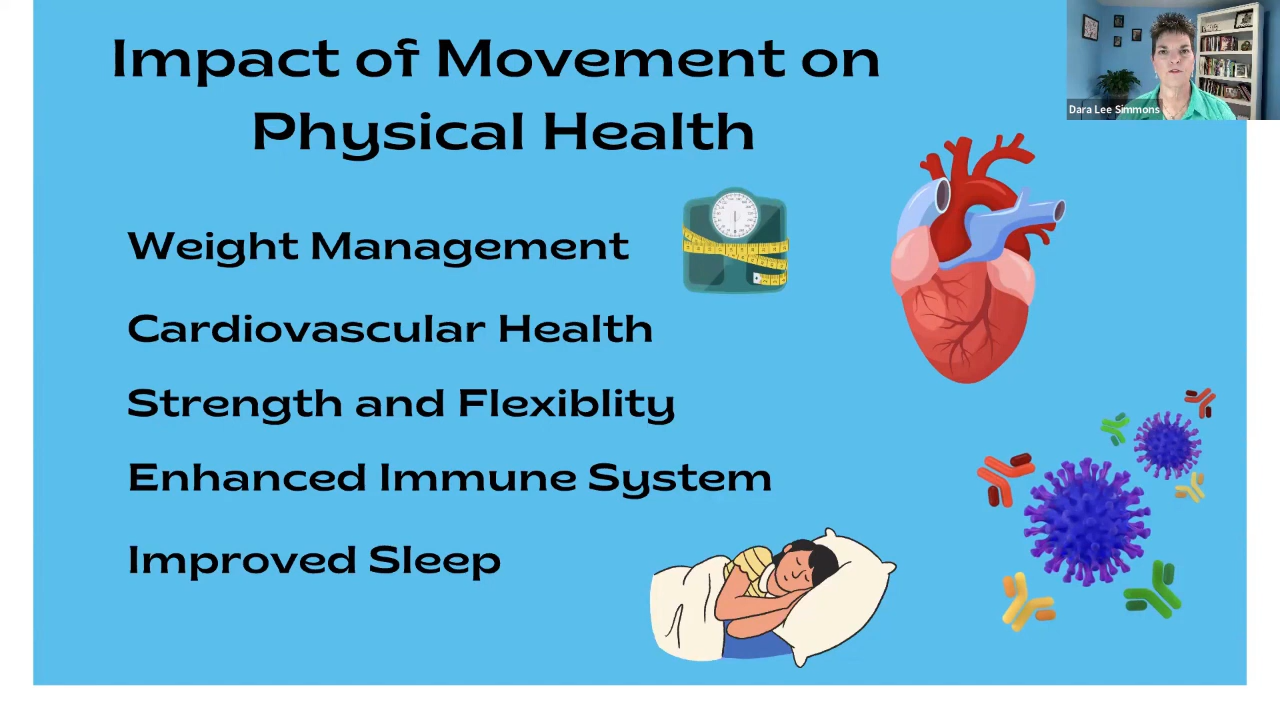 Impact of Movement on
Physical Health
Dara Lee Simmons
Weight Management
Cardiovascular Health
Strength and Flexiblity
Enhanced Immune System
Improved Sleep